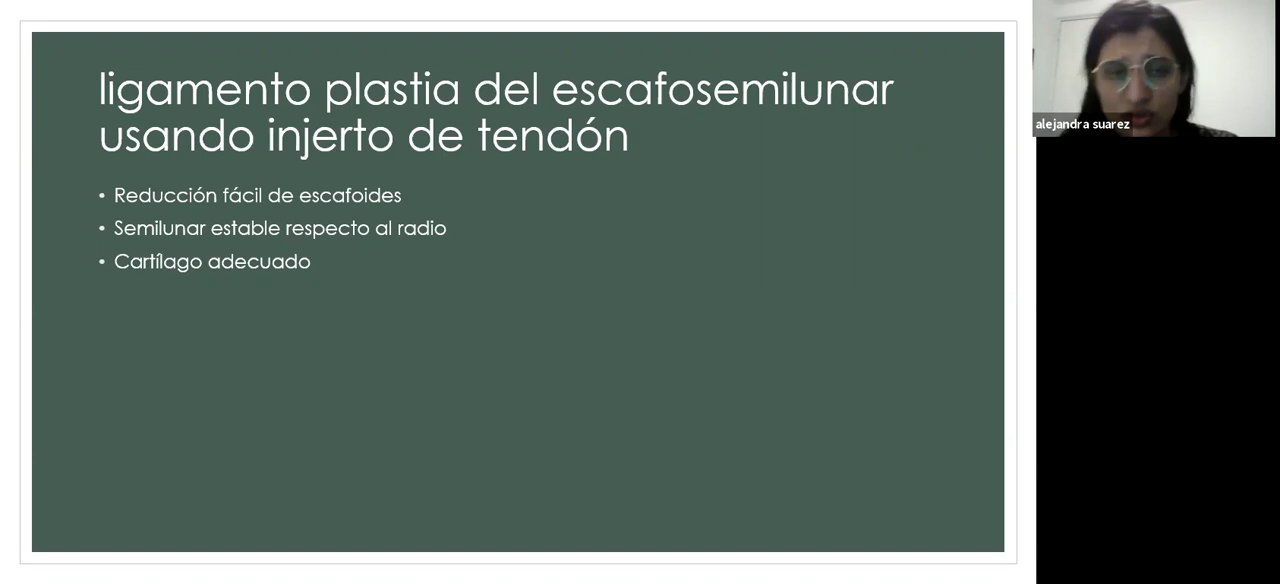 ligamento plastia del escafosemilunar
usando injerto de tendón
• Reducción fácil de escafoides
• Semilunar estable respecto al radio
• Cartílago adecuado
alejandra suarez